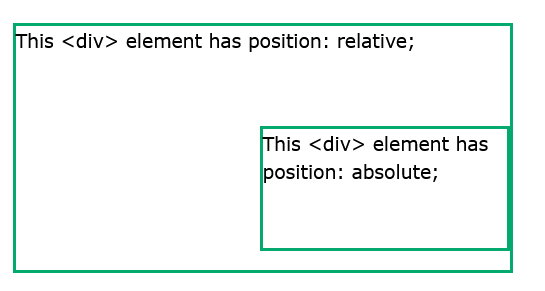 This <div> element has position: relative;
This <div> element has
position: absolute;